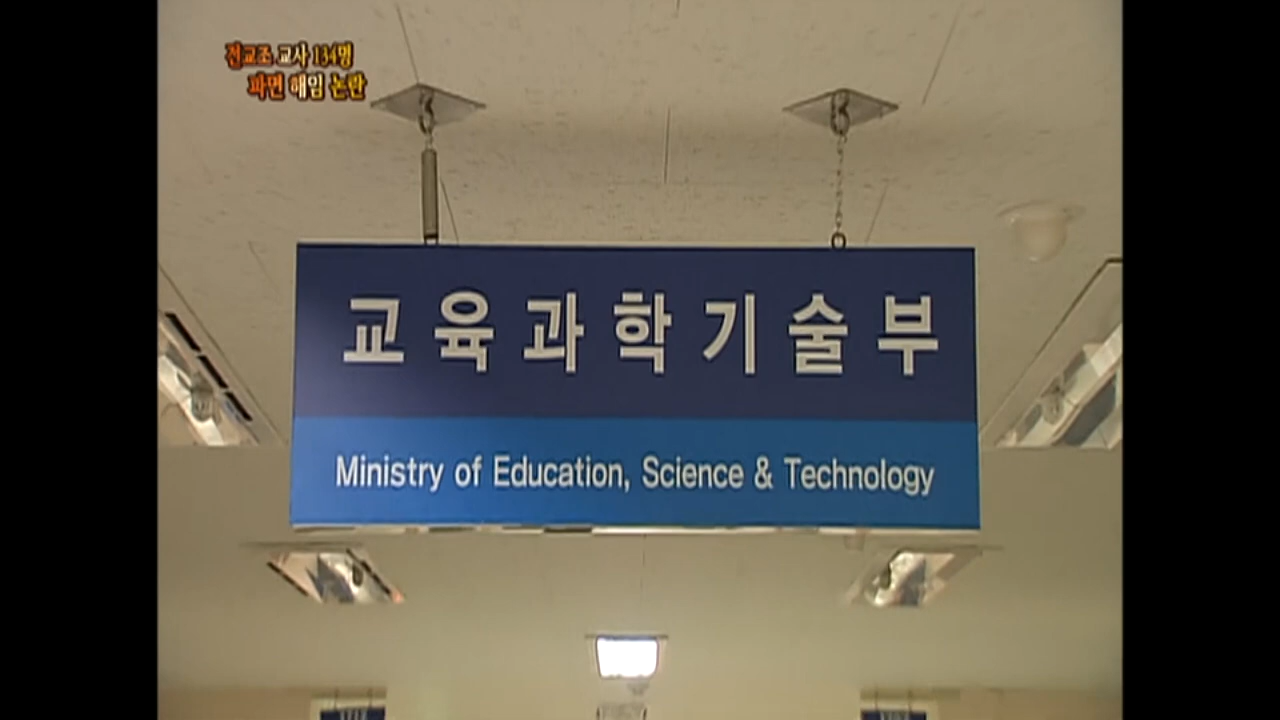 전교조 교사 134명
파면 해임 논란
교육과학기술부
Ministry of Education, Science & Technology